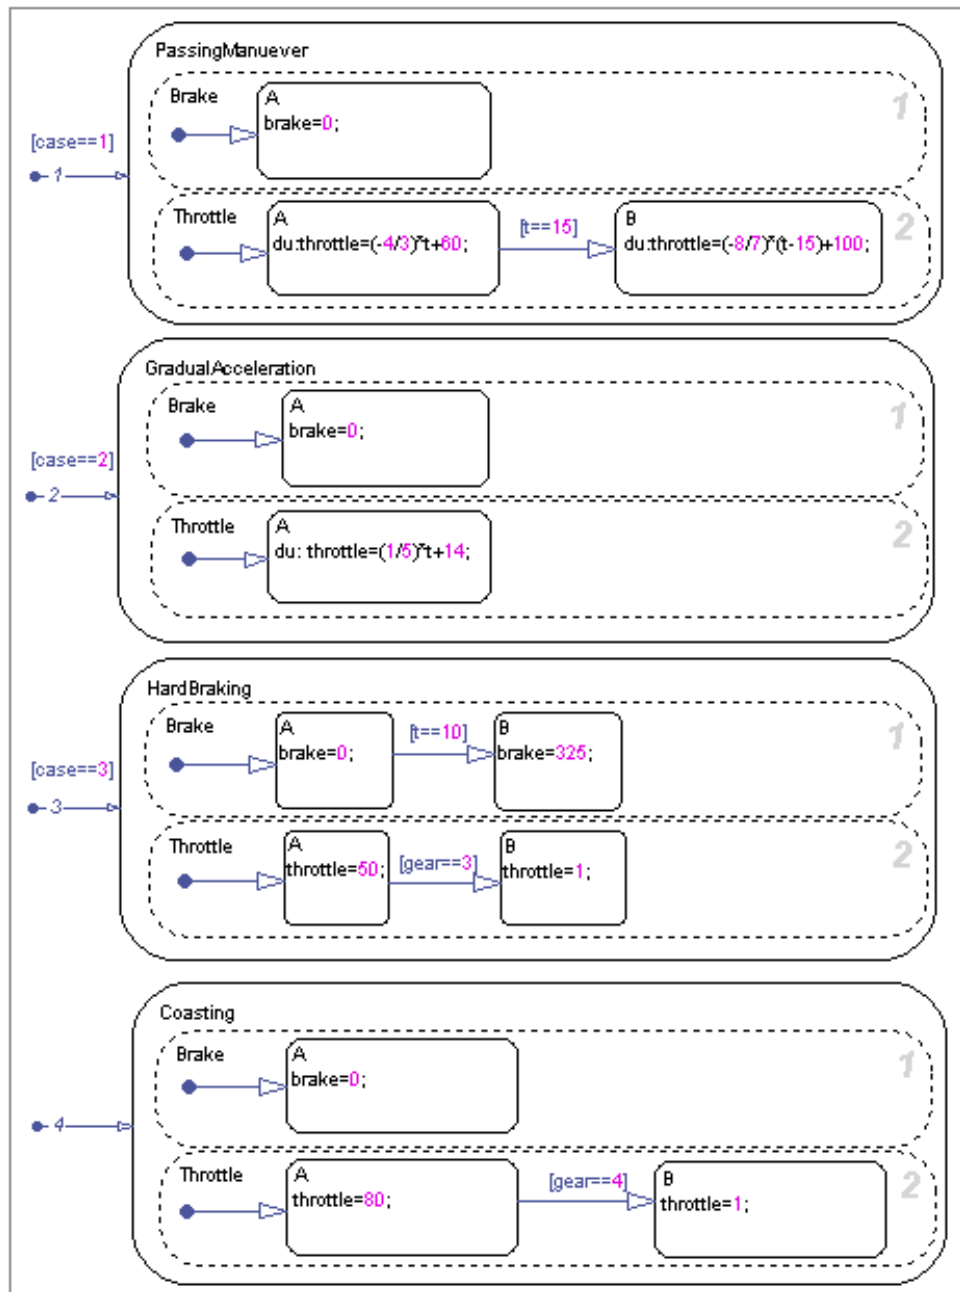 PassingManuever
Brake
A
brake=0;
1
[case==1]
1
Throttle
A
du:throttle=(-4/3)*t+60;
[t==15]
B
du:throttle=(-8/7)*(t-15)+100;
2
GradualAcceleration
Brake
A
brake=0;
1
[case==2]
2
Throttle
A
du: throttle=(1/5)*t+14;
2
HardBraking
Brake
A
brake=0;
[t==10]
B
brake=325;
1
[case==3]
3
Throttle
A
throttle=50;
[gear==3]
B
throttle=1;
2
Coasting
Brake
A
brake=0;
1
4
Throttle
A
throttle=80;
[gear==4]
B
throttle=1;
2